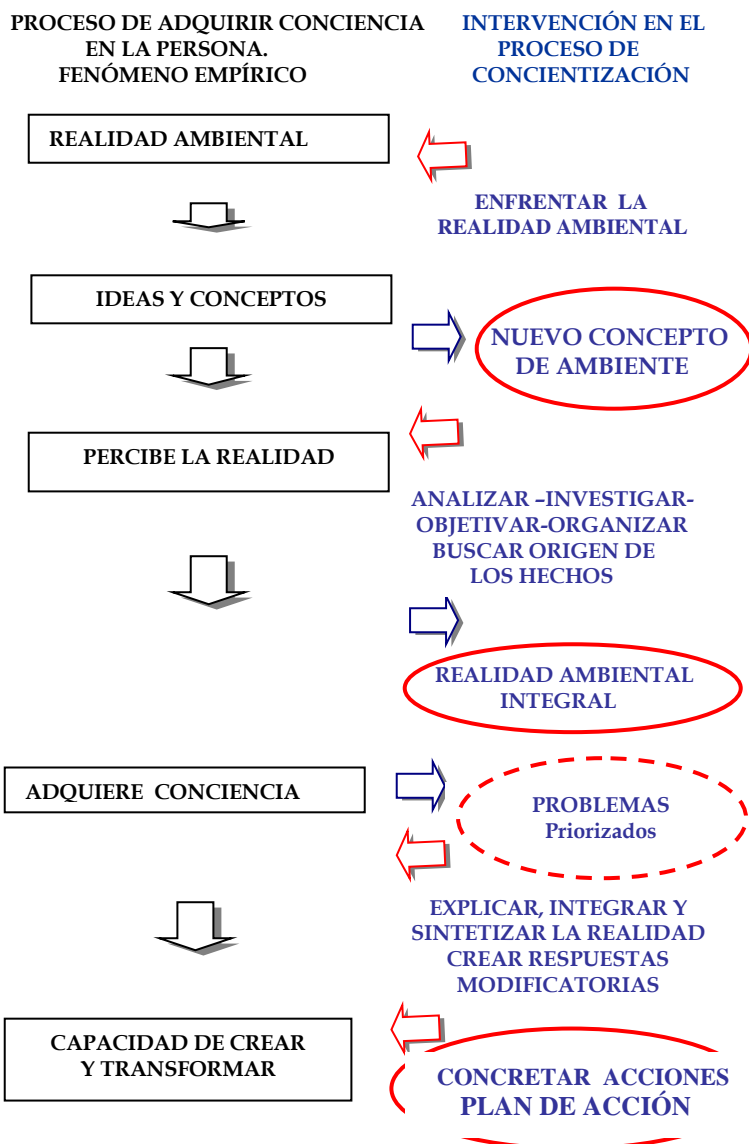 PROCESO DE ADQUIRIR CONCIENCIA
EN LA PERSONA.
FENÓMENO EMPÍRICO
INTERVENCIÓN EN EL
PROCESO DE
CONCIENTIZACIÓN
REALIDAD AMBIENTAL
ENFRENTAR LA
REALIDAD AMBIENTAL
IDEAS Y CONCEPTOS
NUEVO CONCEPTO
DE AMBIENTE
PERCIBE LA REALIDAD
ANALIZAR –INVESTIGAR-
OBJETIVAR-ORGANIZAR
BUSCAR ORIGEN DE
LOS HECHOS
REALIDAD AMBIENTAL
INTEGRAL
ADQUIERE CONCIENCIA
PROBLEMAS
Priorizados
EXPLICAR, INTEGRAR Y
SINTETIZAR LA REALIDAD
CREAR RESPUESTAS
MODIFICATORIAS
CAPACIDAD DE CREAR
Y TRANSFORMAR
CONCRETAR ACCIONES
PLAN DE ACCIÓN